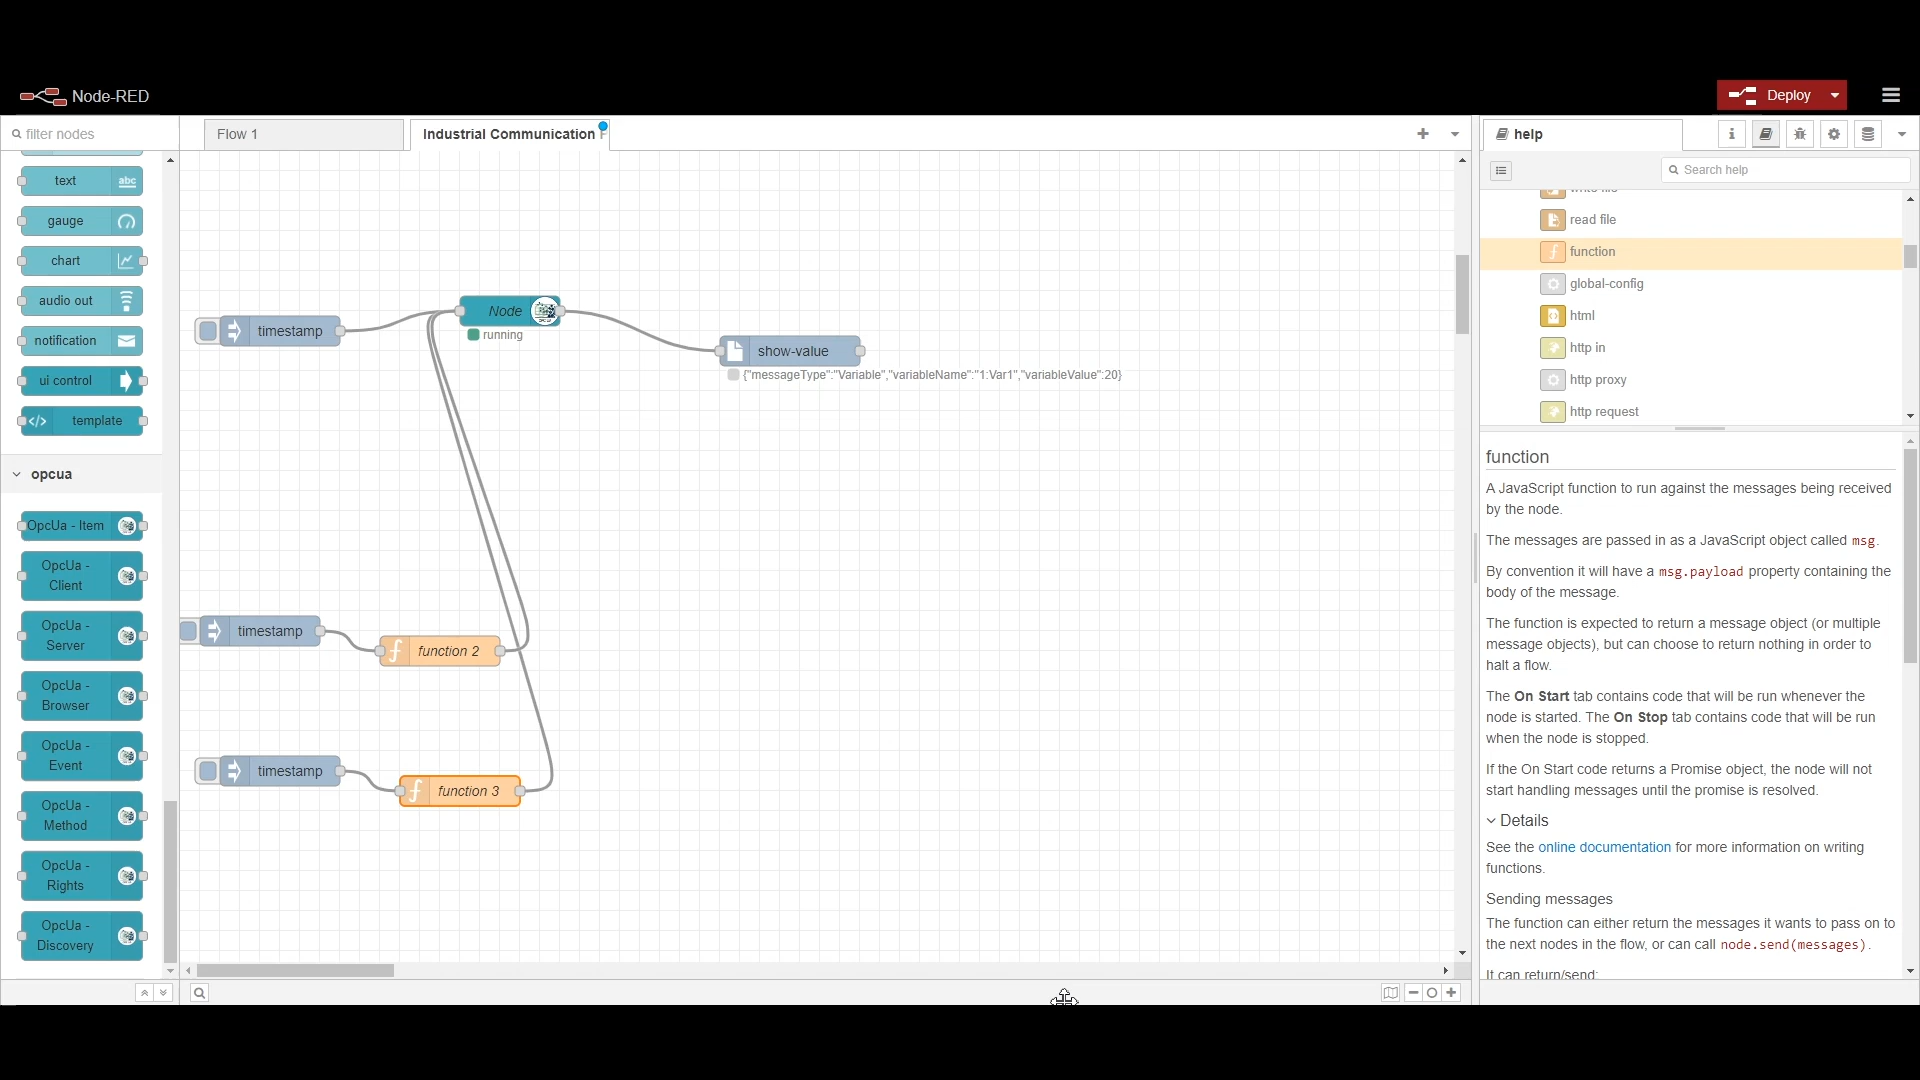 Node-RED
Deploy
filter nodes
Flow 1
Industrial Communication
help
Search help
text
abc
gauge
chart
audio out
notification
ui control
template
opcua
OpcUa - Item
OpcUa -
Client
OpcUa -
Server
OpcUa -
Browser
OpcUa -
Event
OpcUa -
Method
OpcUa -
Rights
OpcUa -
Discovery
timestamp
Node
running
show-value
{"messageType":"Variable","variableName":"1:Var1","variableValue":20}
timestamp
function 2
timestamp
function 3
write file
read file
function
global-config
html
http in
http proxy
http request
function
A JavaScript function to run against the messages being received
by the node.
The messages are passed in as a JavaScript object called msg.
By convention it will have a msg.payload property containing the
body of the message.
The function is expected to return a message object (or multiple
message objects), but can choose to return nothing in order to
halt a flow.
The On Start tab contains code that will be run whenever the
node is started. The On Stop tab contains code that will be run
when the node is stopped.
If the On Start code returns a Promise object, the node will not
start handling messages until the promise is resolved.
Details
See the online documentation for more information on writing
functions.
Sending messages
The function can either return the messages it wants to pass on to
the next nodes in the flow, or can call node.send(messages).
It can return/send: